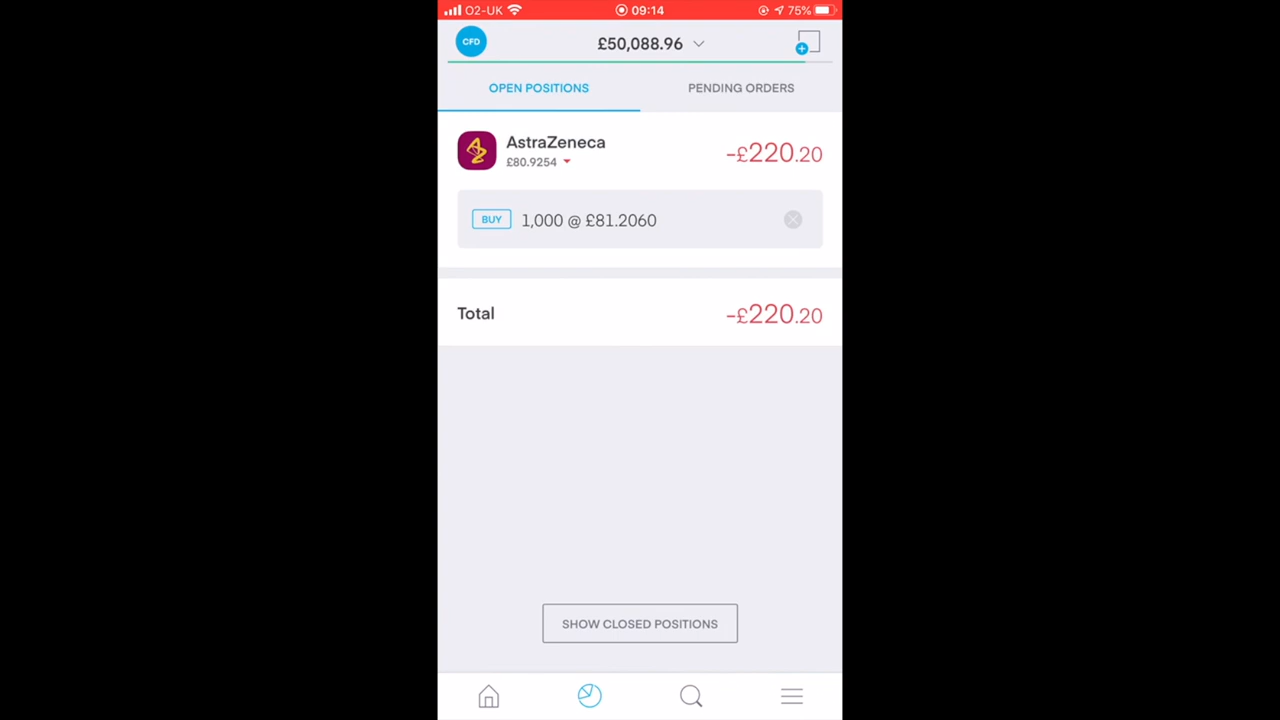 O2-UK 09:14 75%
CFD £50,088.96
OPEN POSITIONS PENDING ORDERS
AstraZeneca
£80.9254
-£220.20
BUY 1,000 @ £81.2060
Total -£220.20
SHOW CLOSED POSITIONS